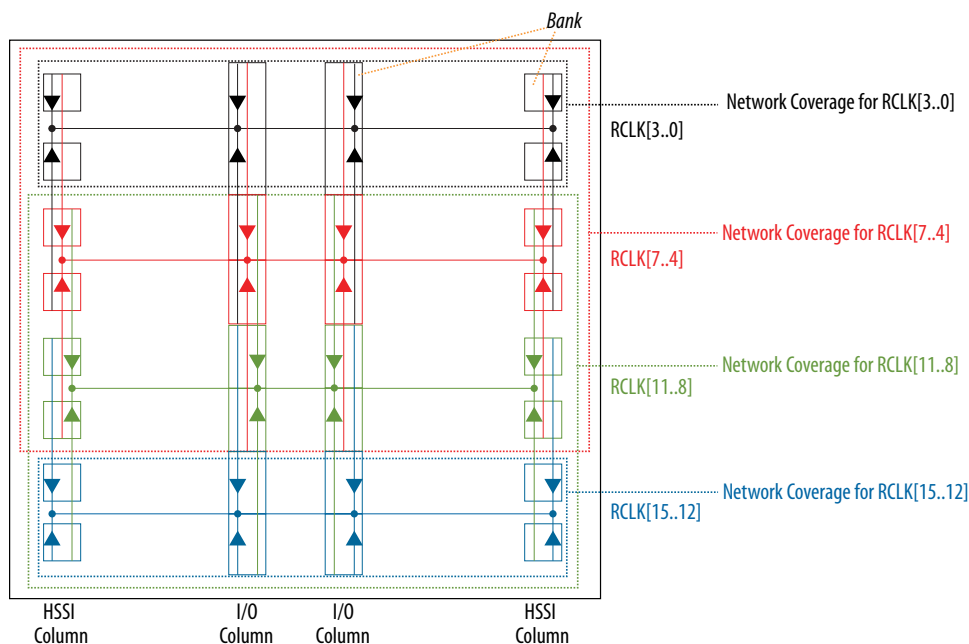 Bank
Network Coverage for RCLK[3..0]
RCLK[3..0]
Network Coverage for RCLK[7..4]
RCLK[7..4]
Network Coverage for RCLK[11..8]
RCLK[11..8]
Network Coverage for RCLK[15..12]
RCLK[15..12]
HSSI
Column
I/O
Column
I/O
Column
HSSI
Column